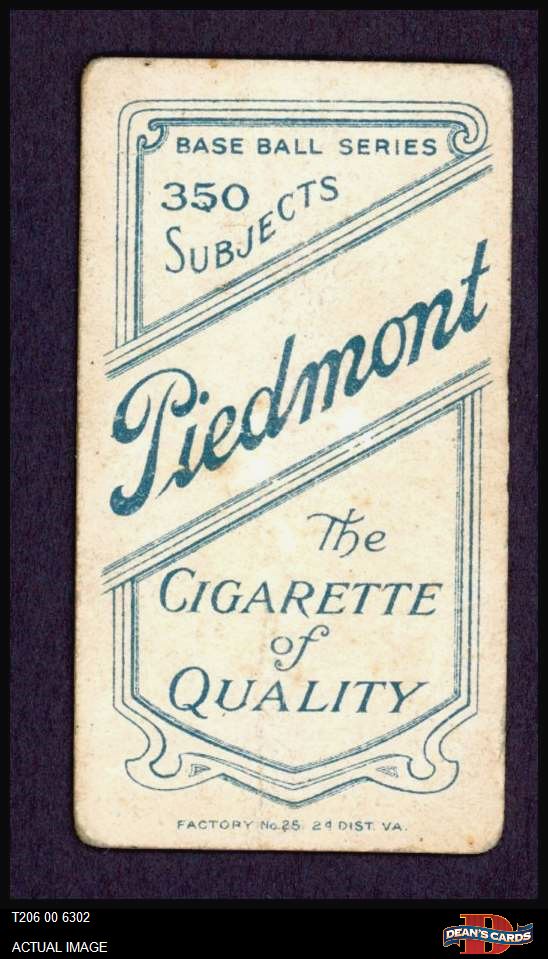 BASE BALL SERIES
350
SUBJECTS
Piedmont
The
CIGARETTE
of
QUALITY
FACTORY No. 25. 2d DIST. VA.
T206 00 6302
ACTUAL IMAGE
DEAN'S CARDS